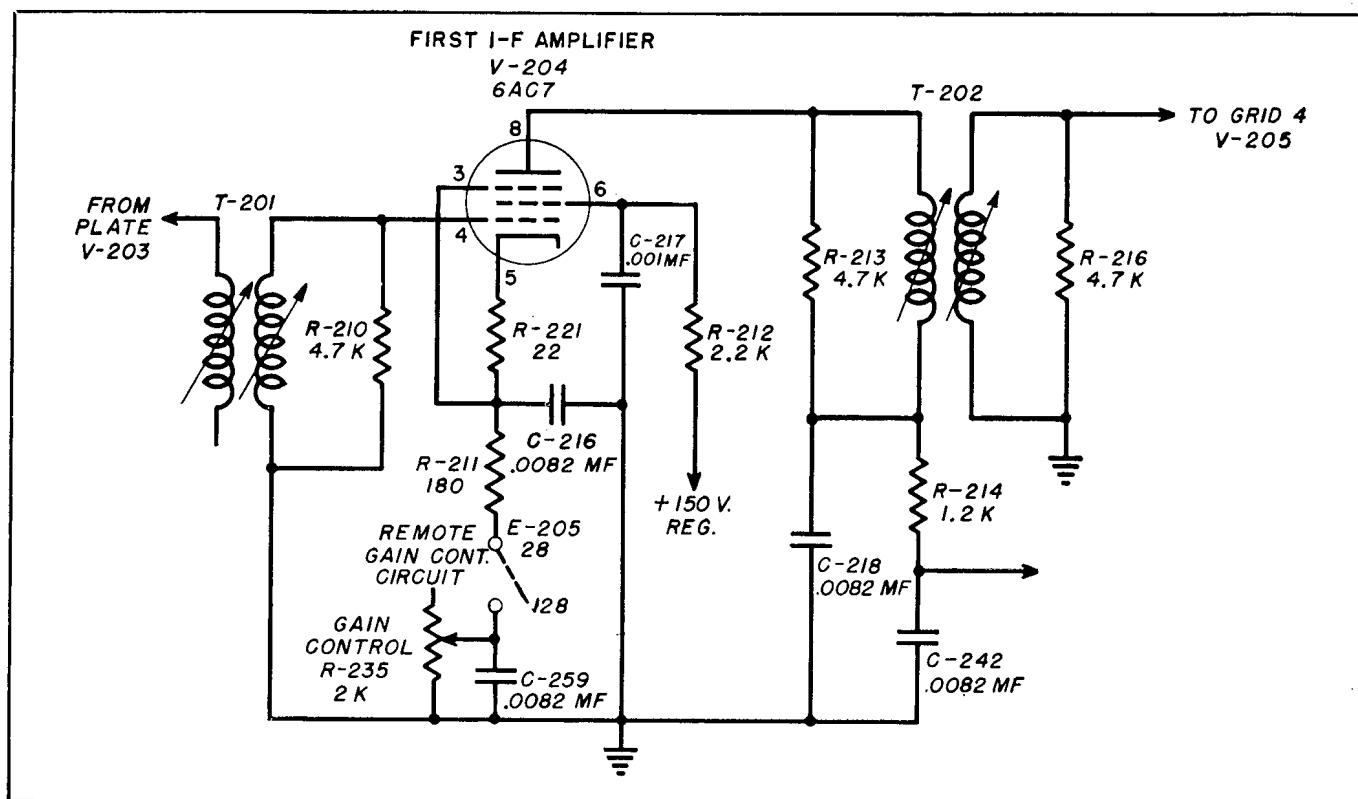 FIRST I-F AMPLIFIER
V-204
6AC7
8
3
6
4
5
T-201
FROM
PLATE
V-203
R-210
4.7 K
R-221
22
C-217
.001MF
R-212
2.2 K
C-216
.0082 MF
R-211
180
+150 V.
REG.
E-205
28
128
REMOTE
GAIN CONT.
CIRCUIT
GAIN
CONTROL
R-235
2 K
C-259
.0082 MF
T-202
TO GRID 4
V-205
R-213
4.7 K
R-216
4.7 K
R-214
1.2 K
C-218
.0082 MF
C-242
.0082 MF